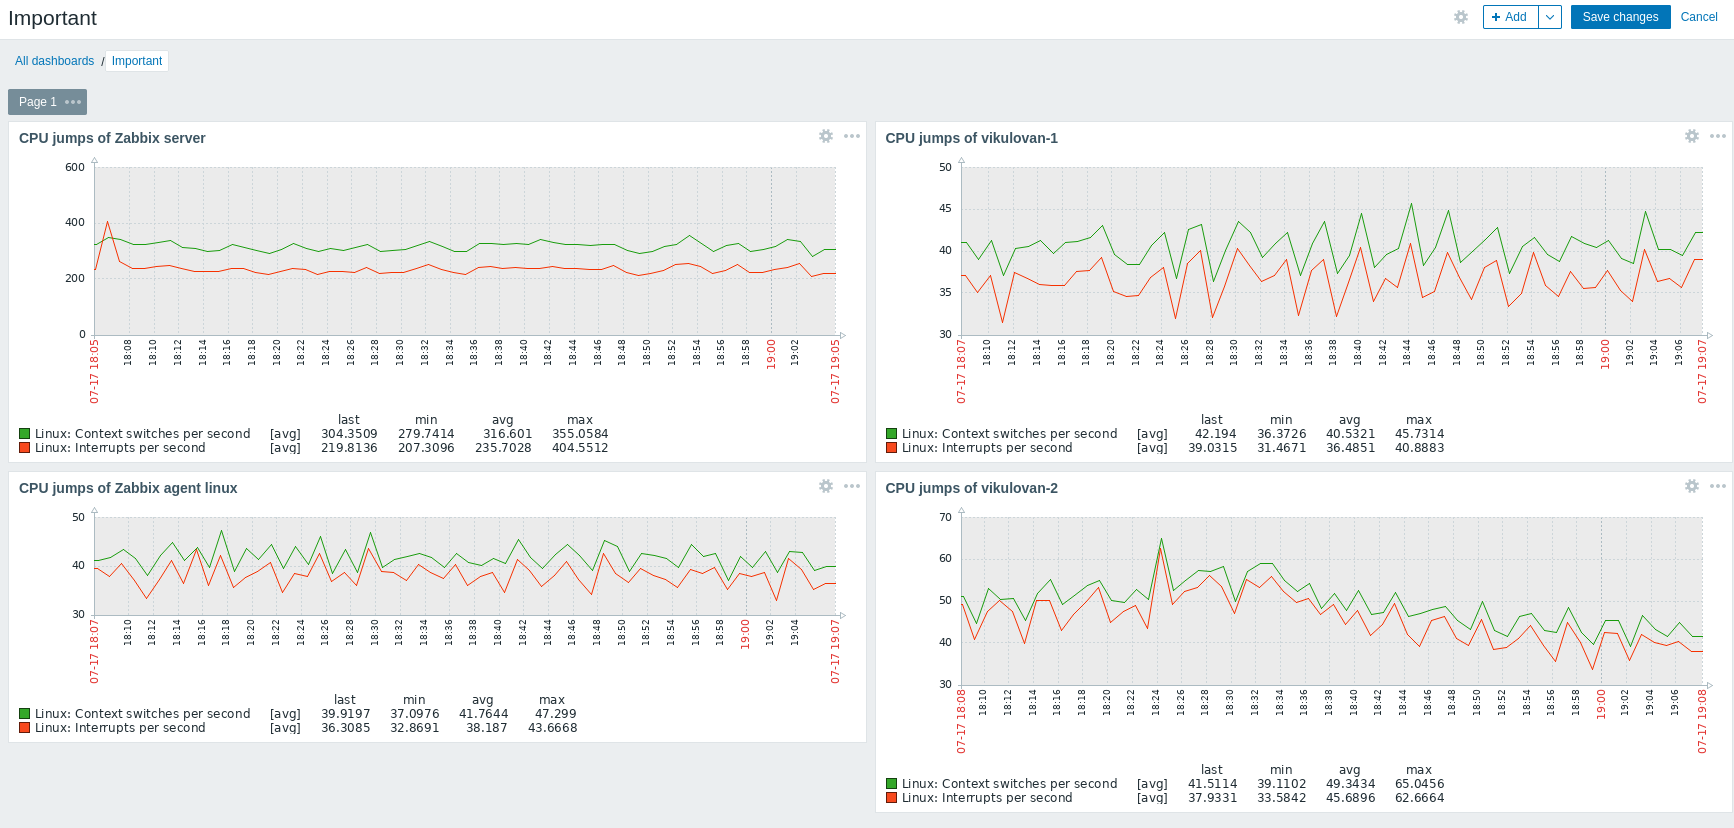 Important
+ Add
Save changes
Cancel
All dashboards / Important
Page 1
CPU jumps of Zabbix server
600
400
200
0
07-17 18:05 18:08 18:10 18:12 18:14 18:16 18:18 18:20 18:22 18:24 18:26 18:28 18:30 18:32 18:34 18:36 18:38 18:40 18:42 18:44 18:46 18:48 18:50 18:52 18:54 18:56 18:58 19:00 19:02 07-17 19:05
last min avg max
Linux: Context switches per second [avg] 304.3509 279.7414 316.601 355.0584
Linux: Interrupts per second [avg] 219.8136 207.3096 235.7028 404.5512
CPU jumps of vikulovan-1
50
45
40
35
30
07-17 18:07 18:10 18:12 18:14 18:16 18:18 18:20 18:22 18:24 18:26 18:28 18:30 18:32 18:34 18:36 18:38 18:40 18:42 18:44 18:46 18:48 18:50 18:52 18:54 18:56 18:58 19:00 19:02 19:04 19:06 07-17 19:07
last min avg max
Linux: Context switches per second [avg] 42.194 36.3726 40.5321 45.7314
Linux: Interrupts per second [avg] 39.0315 31.4671 36.4851 40.8883
CPU jumps of Zabbix agent linux
50
40
30
07-17 18:07 18:10 18:12 18:14 18:16 18:18 18:20 18:22 18:24 18:26 18:28 18:30 18:32 18:34 18:36 18:38 18:40 18:42 18:44 18:46 18:48 18:50 18:52 18:54 18:56 18:58 19:00 19:02 19:04 07-17 19:07
last min avg max
Linux: Context switches per second [avg] 39.9197 37.0976 41.7644 47.299
Linux: Interrupts per second [avg] 36.3085 32.8691 38.187 43.6668
CPU jumps of vikulovan-2
70
60
50
40
30
07-17 18:08 18:10 18:12 18:14 18:16 18:18 18:20 18:22 18:24 18:26 18:28 18:30 18:32 18:34 18:36 18:38 18:40 18:42 18:44 18:46 18:48 18:50 18:52 18:54 18:56 18:58 19:00 19:02 19:04 19:06 07-17 19:08
last min avg max
Linux: Context switches per second [avg] 41.5114 39.1102 49.3434 65.0456
Linux: Interrupts per second [avg] 37.9331 33.5842 45.6896 62.6664